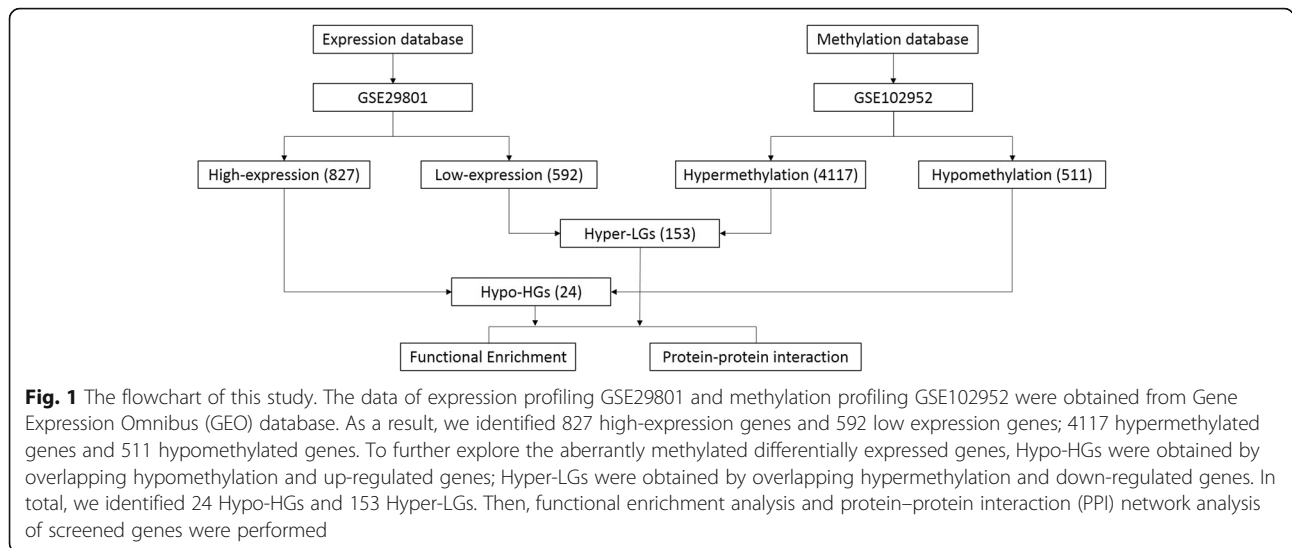 Expression database
Methylation database
GSE29801
GSE102952
High-expression (827)
Low-expression (592)
Hypermethylation (4117)
Hypomethylation (511)
Hyper-LGs (153)
Hypo-HGs (24)
Functional Enrichment
Protein-protein interaction
Fig. 1 The flowchart of this study. The data of expression profiling GSE29801 and methylation profiling GSE102952 were obtained from Gene
Expression Omnibus (GEO) database. As a result, we identified 827 high-expression genes and 592 low expression genes; 4117 hypermethylated
genes and 511 hypomethylated genes. To further explore the aberrantly methylated differentially expressed genes, Hypo-HGs were obtained by
overlapping hypomethylation and up-regulated genes; Hyper-LGs were obtained by overlapping hypermethylation and down-regulated genes. In
total, we identified 24 Hypo-HGs and 153 Hyper-LGs. Then, functional enrichment analysis and protein–protein interaction (PPI) network analysis
of screened genes were performed